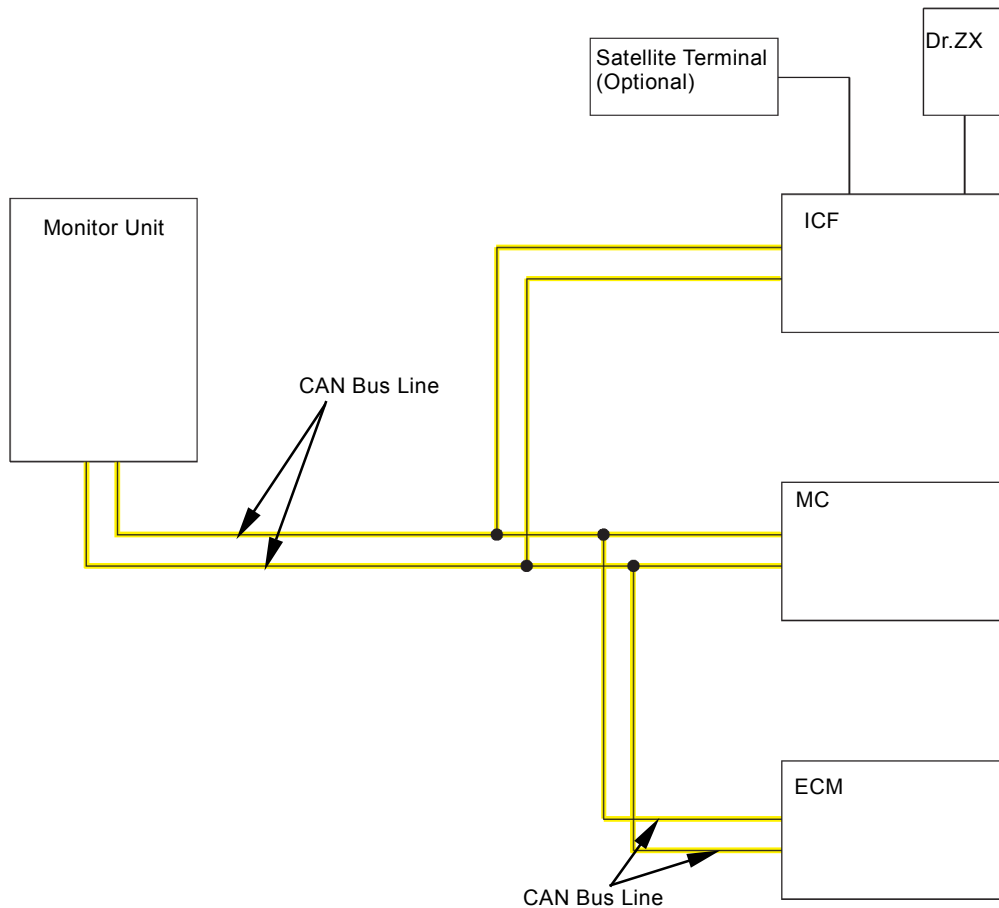 Dr.ZX
Satellite Terminal
(Optional)
Monitor Unit
ICF
CAN Bus Line
MC
ECM
CAN Bus Line